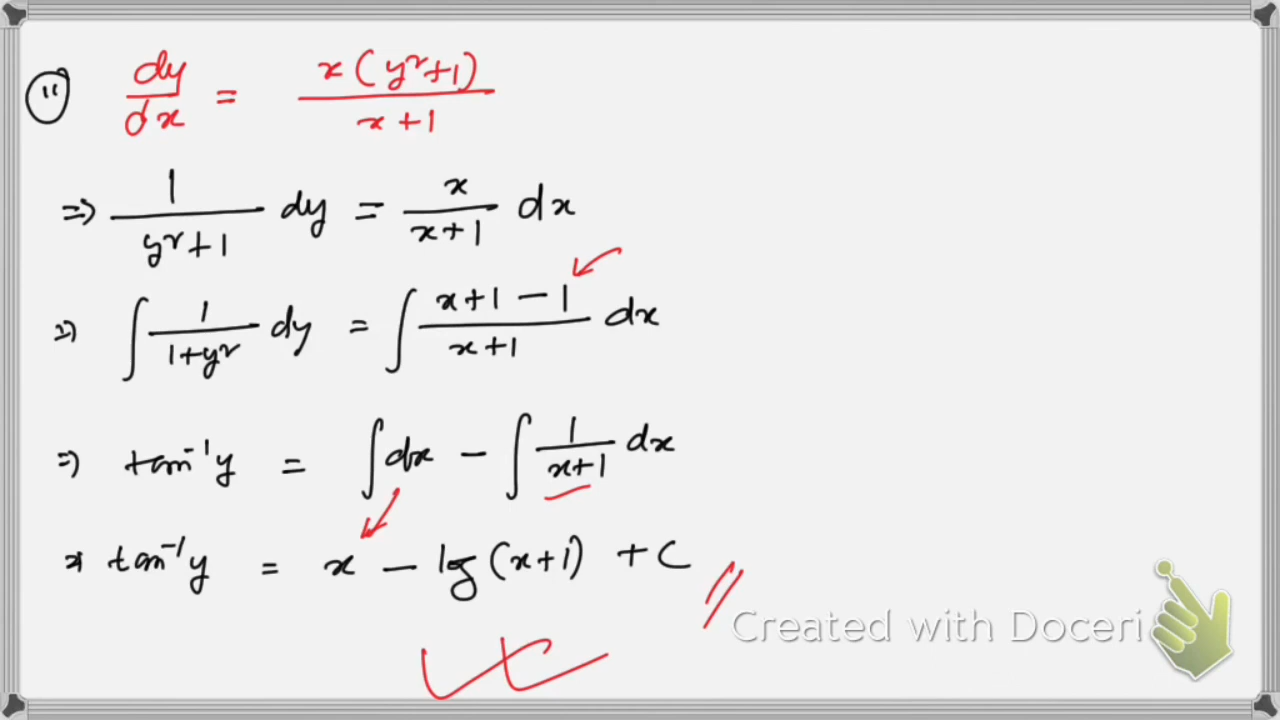 (11) dy/dx = x(y²+1)/(x+1)
⇒ 1/(y²+1) dy = x/(x+1) dx
⇒ ∫ 1/(1+y²) dy = ∫ (x+1-1)/(x+1) dx
⇒ tan⁻¹y = ∫dx - ∫ 1/(x+1) dx
⇒ tan⁻¹y = x - log(x+1) + C //
Created with Doceri